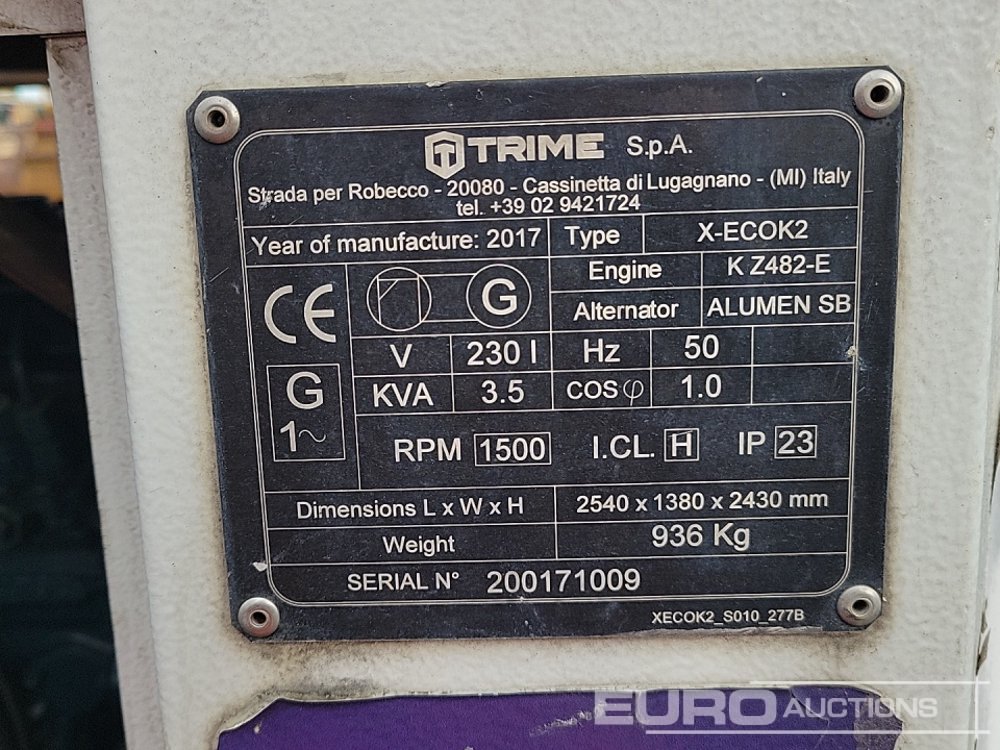 TRIME S.p.A.
Strada per Robecco - 20080 - Cassinetta di Lugagnano - (MI) Italy
tel. +39 02 9421724
Year of manufacture: 2017 Type X-ECOK2
Engine K Z482-E
G
Alternator ALUMEN SB
CE
V 230 I Hz 50
KVA 3.5 COS φ 1.0
G
1~
RPM 1500 I.CL. H IP 23
Dimensions L x W x H 2540 x 1380 x 2430 mm
Weight 936 Kg
SERIAL N° 200171009
XECOK2_S010_277B
EURO AUCTIONS